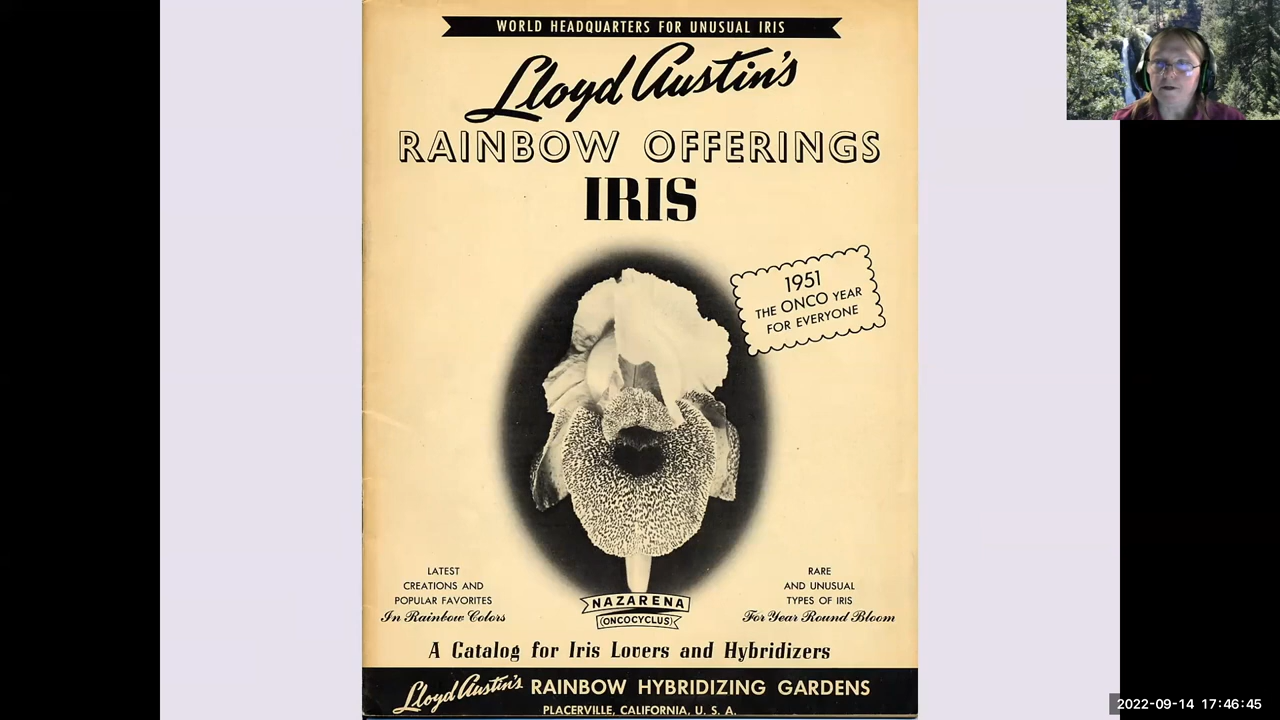 WORLD HEADQUARTERS FOR UNUSUAL IRIS
Lloyd Austin's
RAINBOW OFFERINGS
IRIS
1951
THE ONCO YEAR
FOR EVERYONE
LATEST
CREATIONS AND
POPULAR FAVORITES
In Rainbow Colors
RARE
AND UNUSUAL
TYPES OF IRIS
For Year Round Bloom
NAZARENA
(ONCOCYCLUS)
A Catalog for Iris Lovers and Hybridizers
Lloyd Austin's RAINBOW HYBRIDIZING GARDENS
PLACERVILLE, CALIFORNIA, U. S. A.
2022-09-14 17:46:45